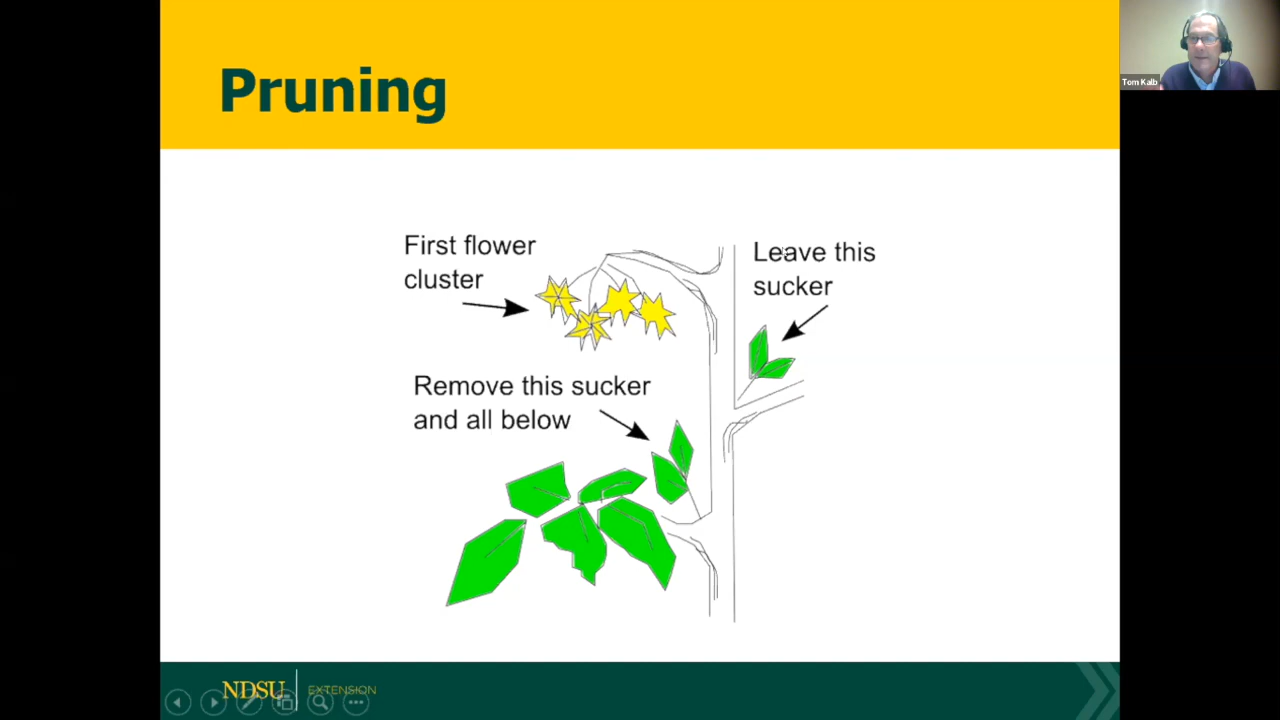 Pruning
Tom Kalb
First flower
cluster
Leave this
sucker
Remove this sucker
and all below
NDSU
EXTENSION